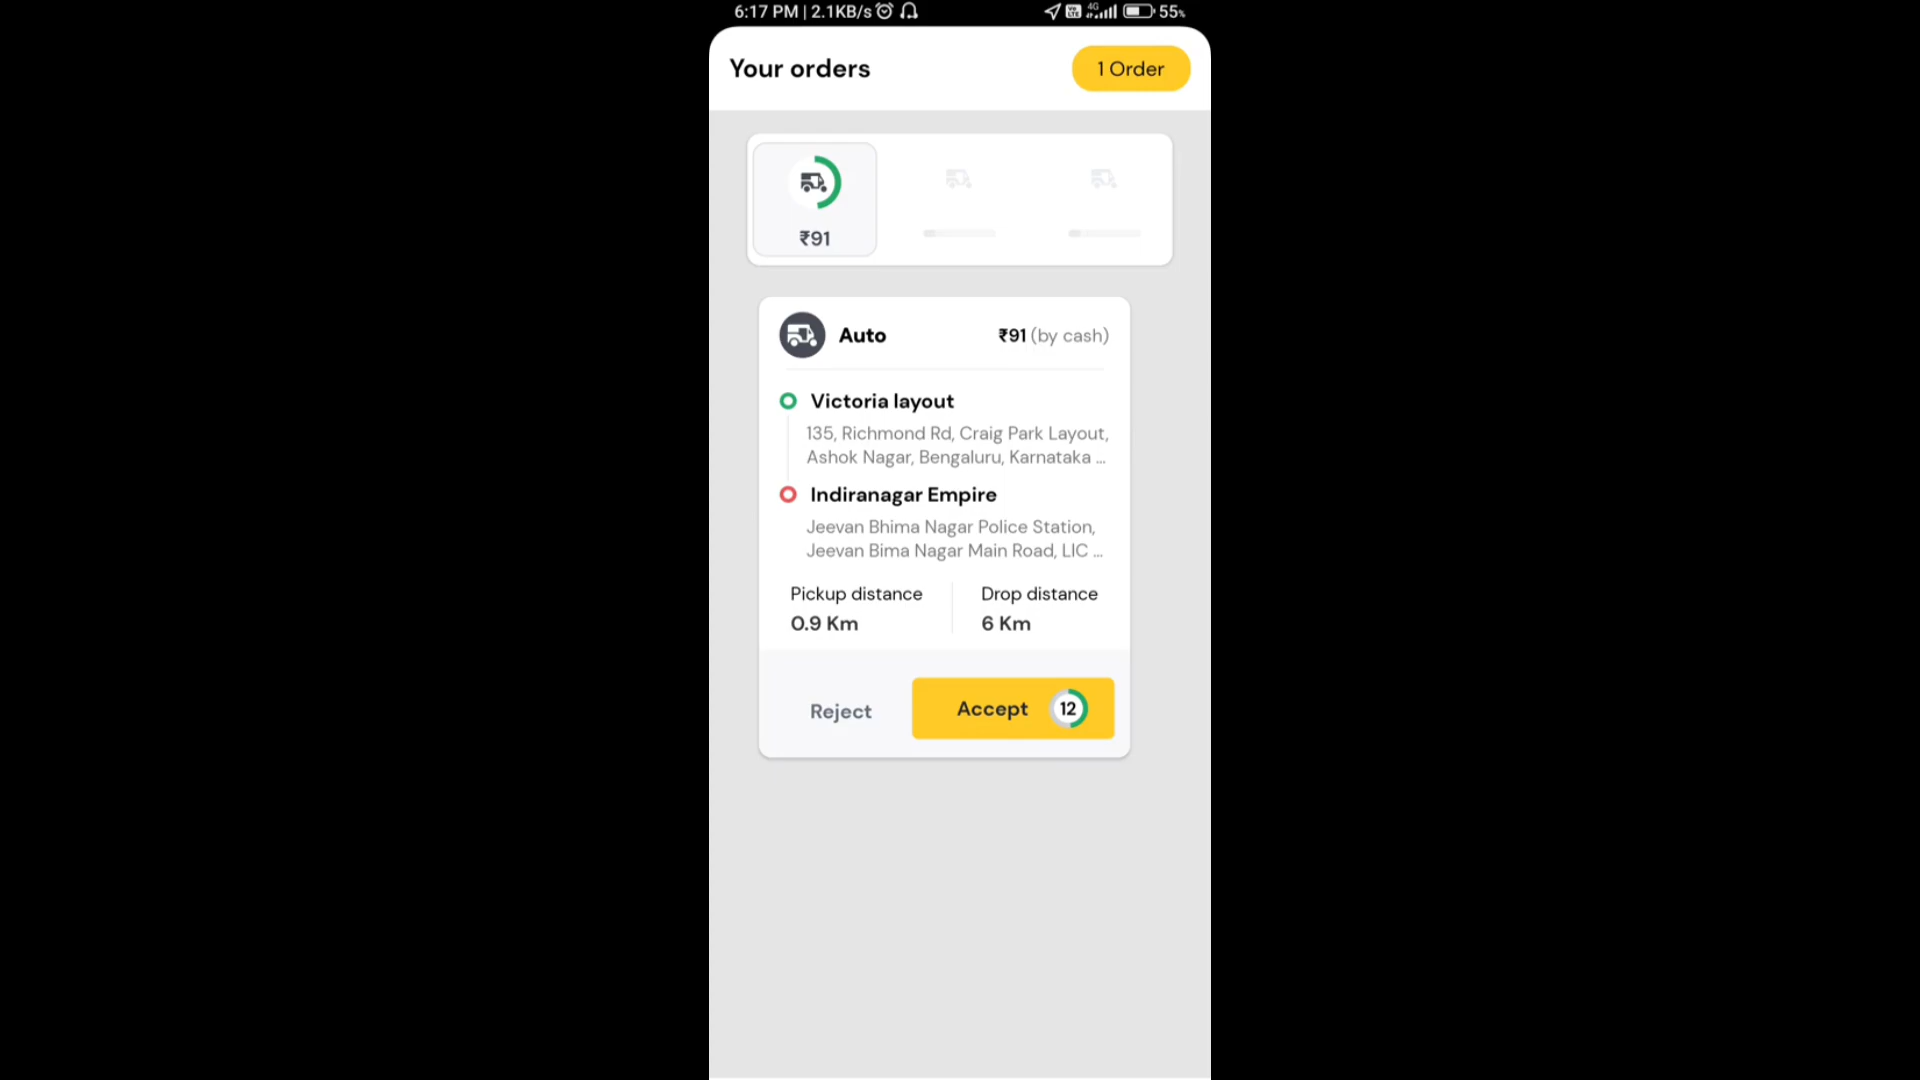 6:17 PM | 2.1KB/s 4G 55%
Your orders
1 Order
₹91
Auto
₹91 (by cash)
Victoria layout
135, Richmond Rd, Craig Park Layout,
Ashok Nagar, Bengaluru, Karnataka ...
Indiranagar Empire
Jeevan Bhima Nagar Police Station,
Jeevan Bima Nagar Main Road, LIC ...
Pickup distance
Drop distance
0.9 Km
6 Km
Reject
Accept 12